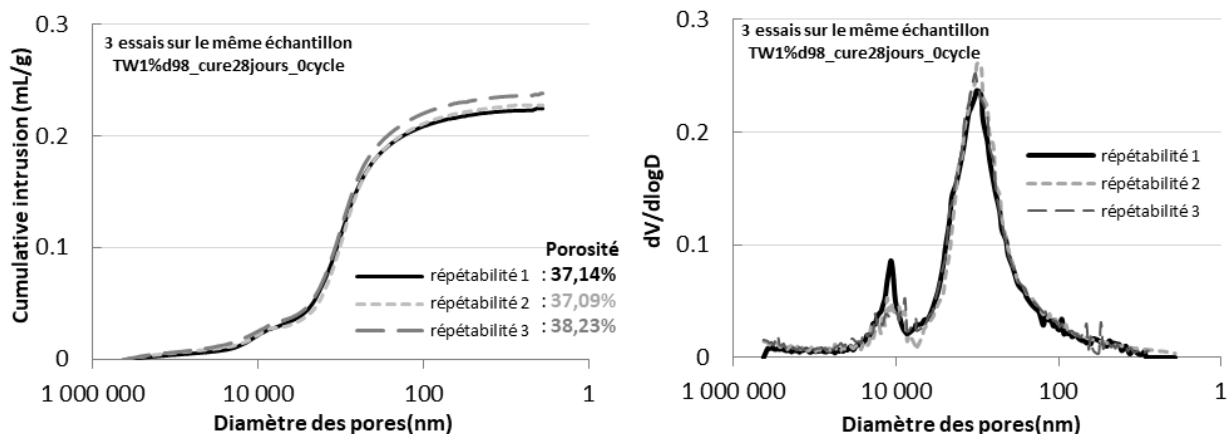 0.3
3 essais sur le même échantillon
TW1%d98_cure28jours_0cycle
0.2
0.1
0
Cumulative intrusion (mL/g)
Porosité
répétabilité 1 : 37,14%
répétabilité 2 : 37,09%
répétabilité 3 : 38,23%
1 000 000
10 000
100
1
Diamètre des pores(nm)
0.3
3 essais sur le même échantillon
TW1%d98_cure28jours_0cycle
0.2
0.1
0
dV/dlogD
répétabilité 1
répétabilité 2
répétabilité 3
1 000 000
10 000
100
1
Diamètre des pores(nm)